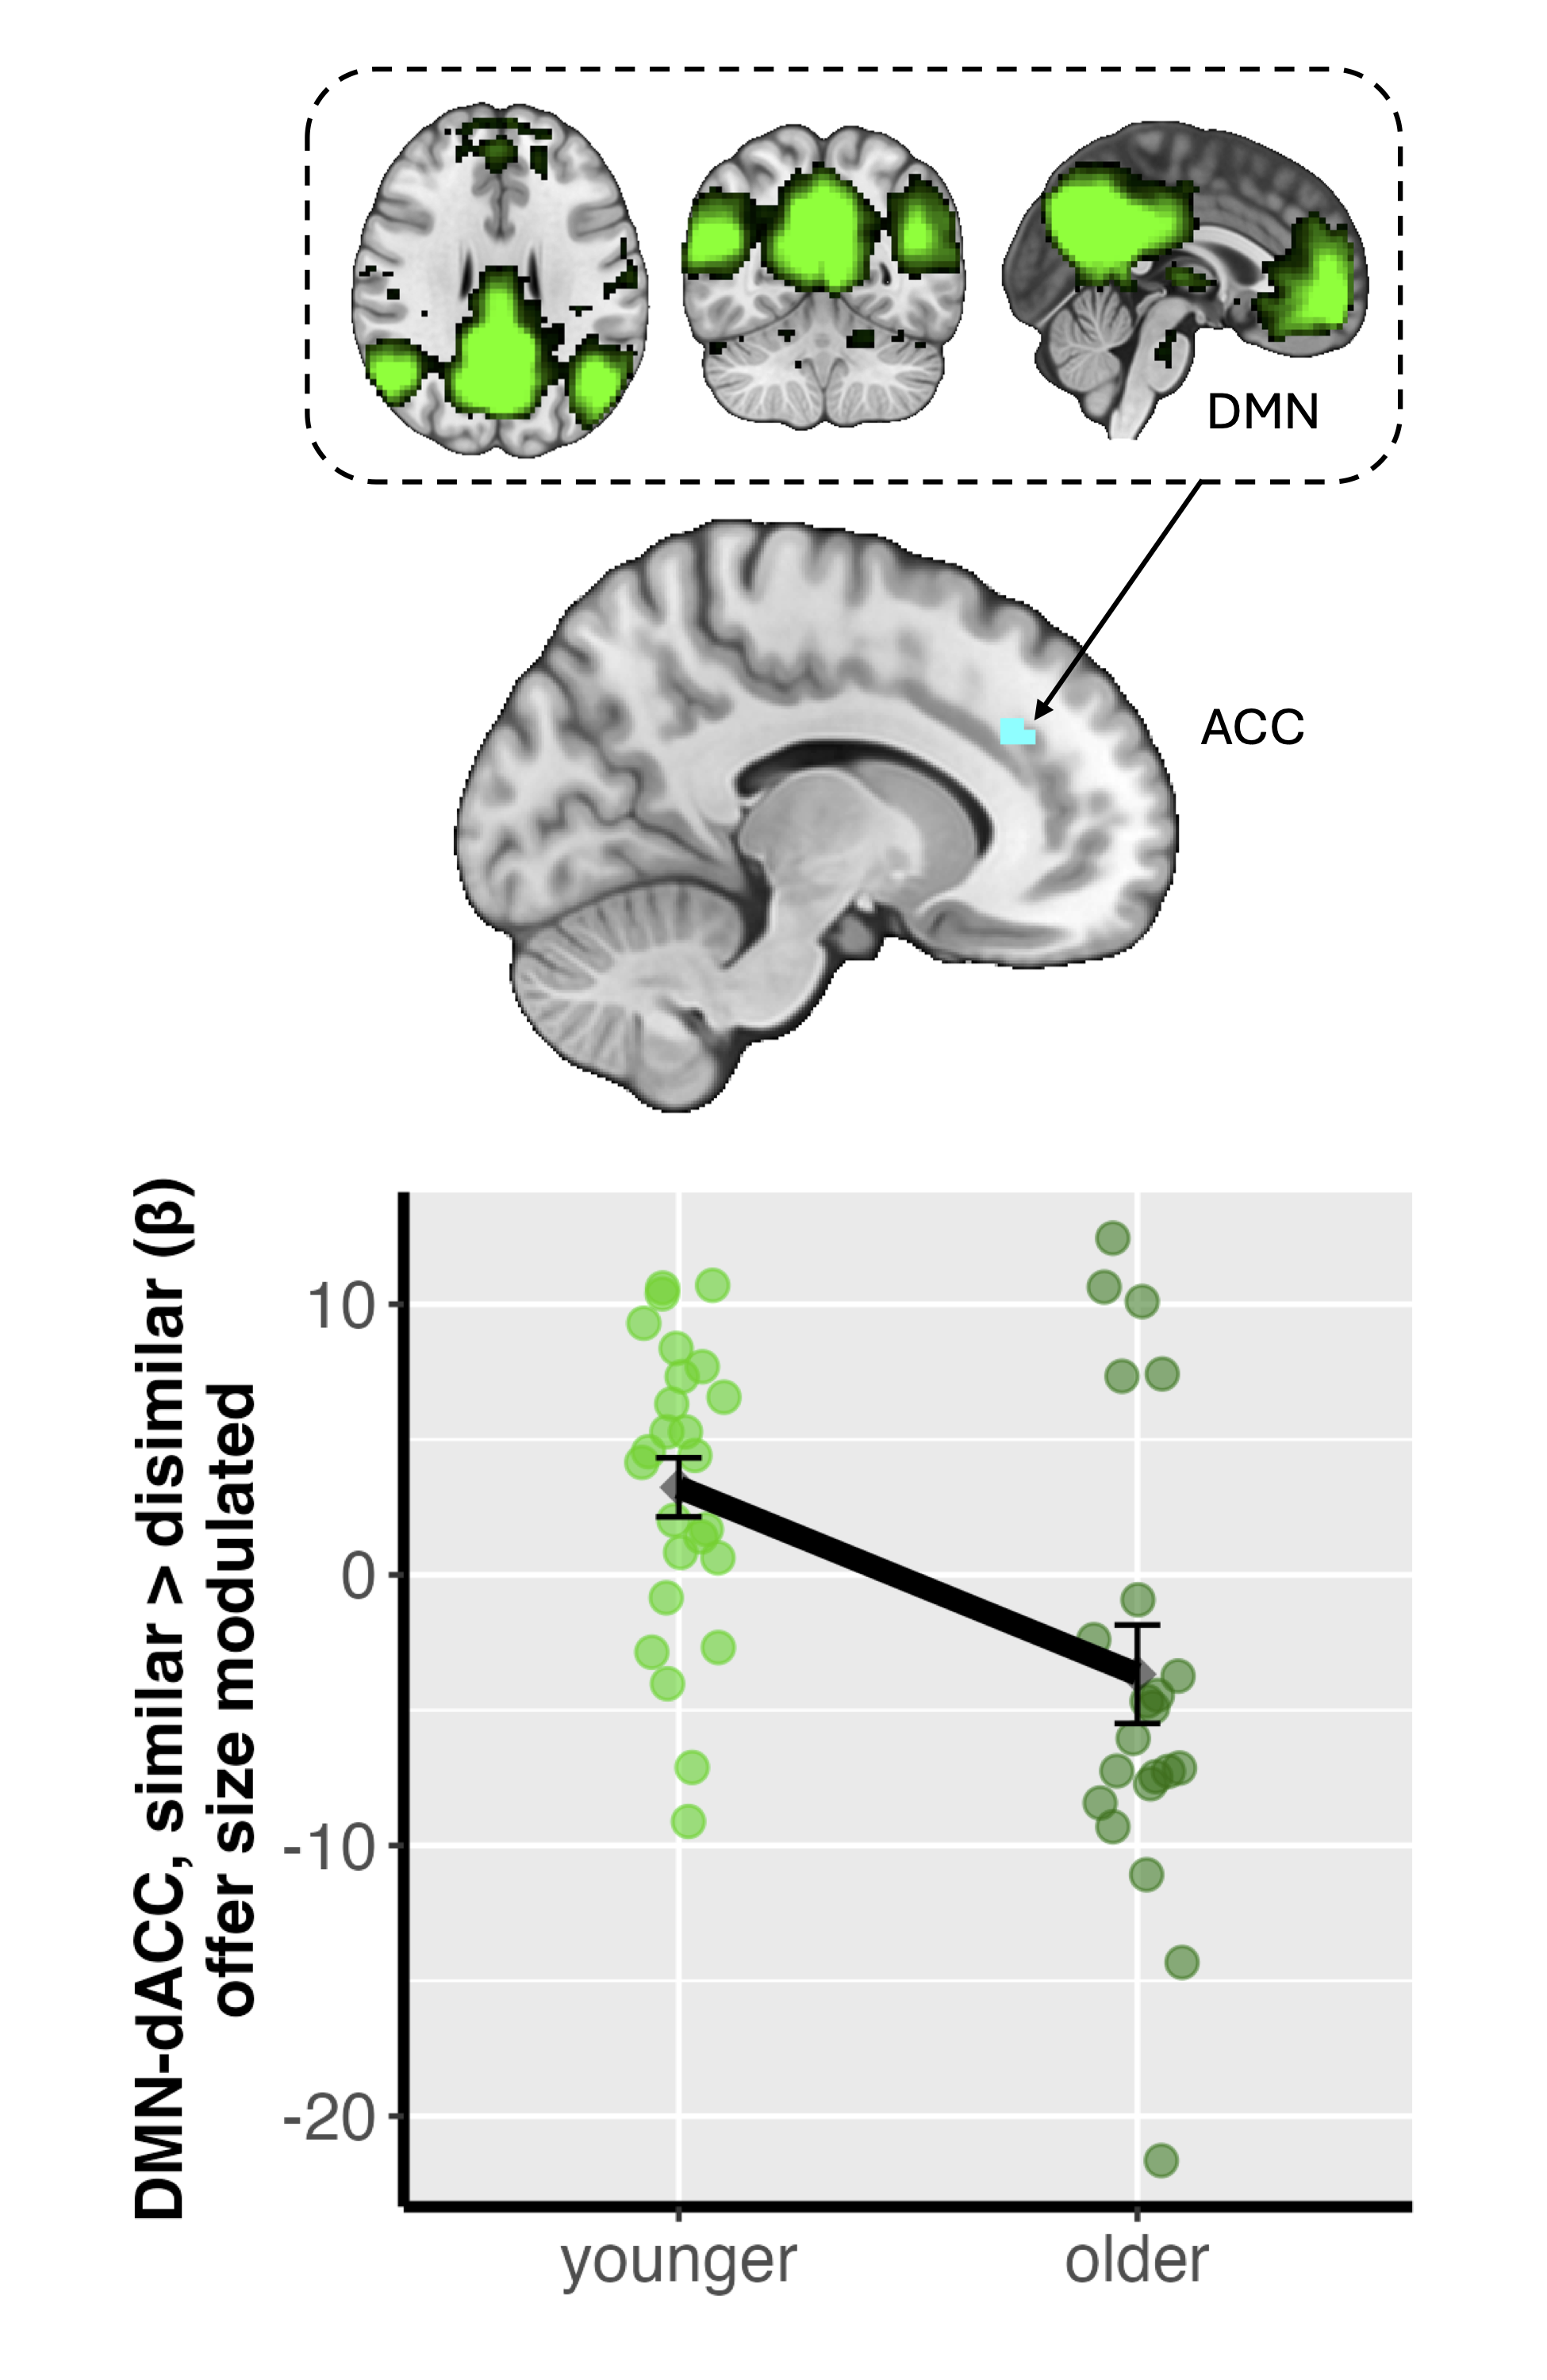 DMN
ACC
DMN-dACC, similar > disimilar (β)
offer size modulated
10
0
-10
-20
younger
older